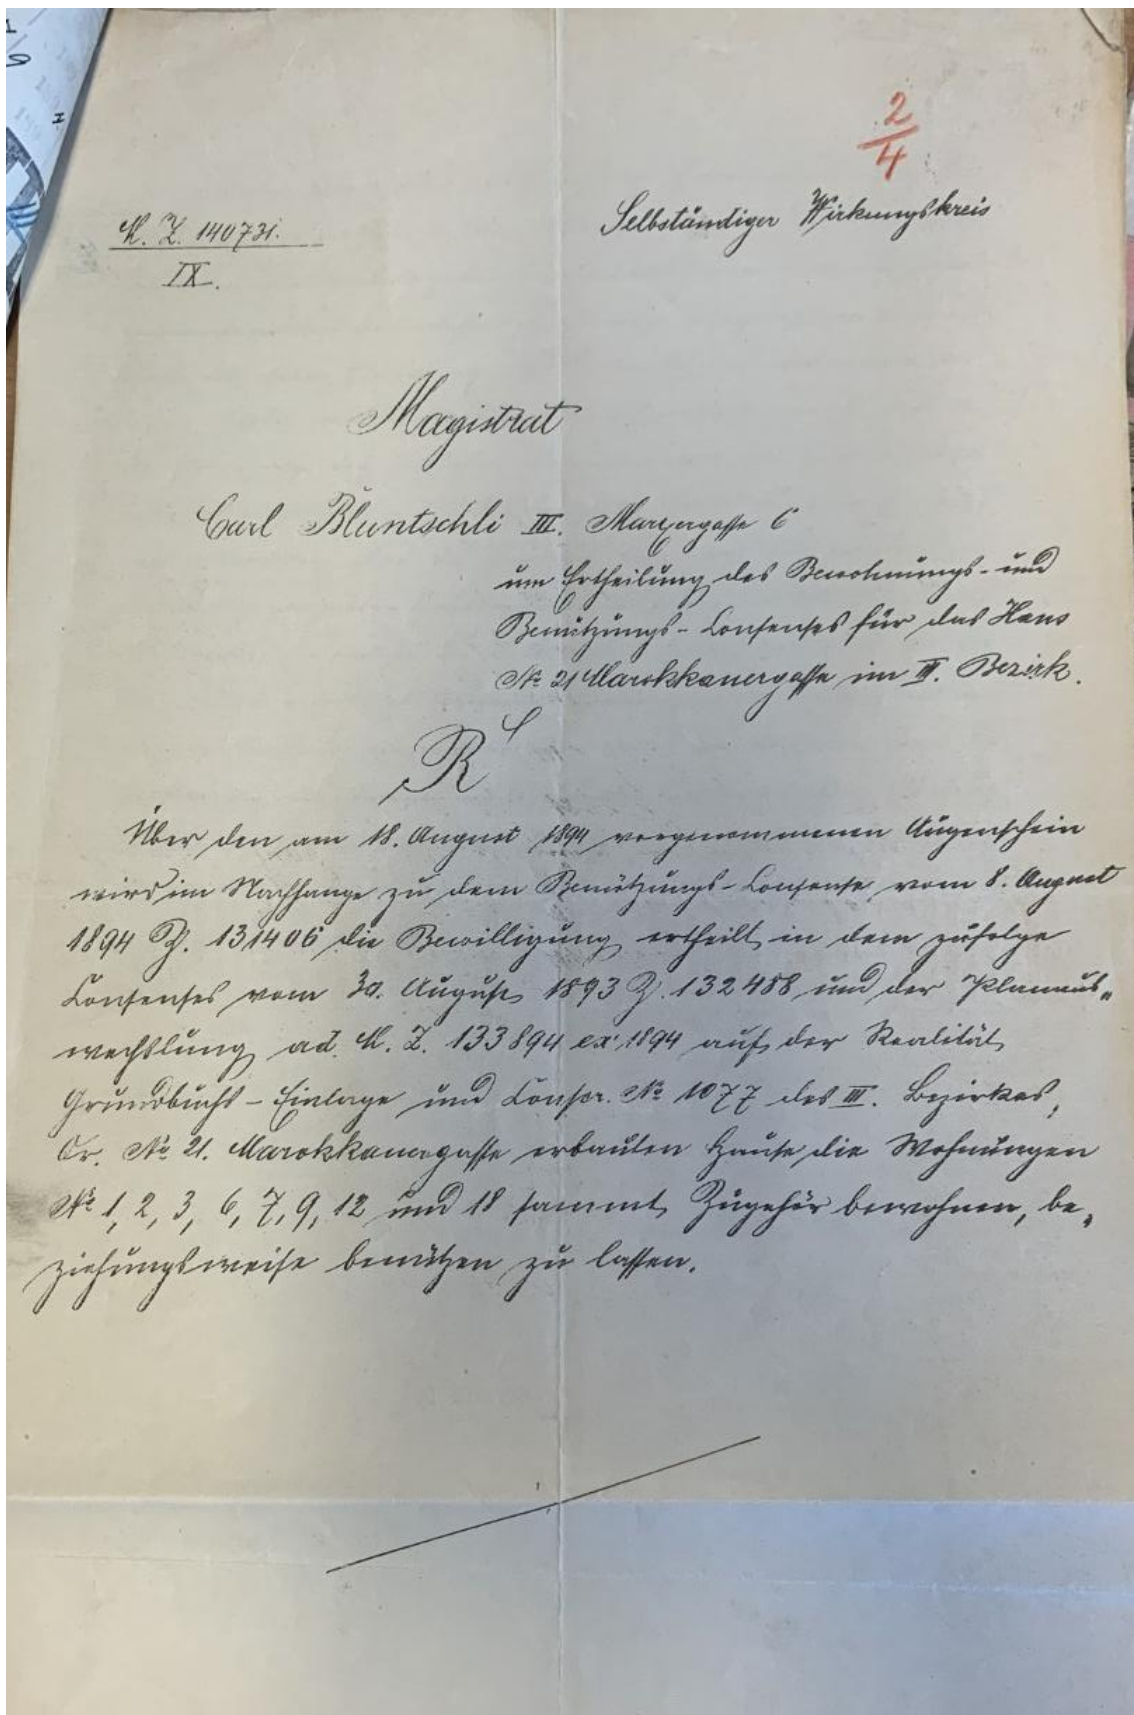 2
4
Selbständiger Wirkungskreis
M. Z. 140731.
IX.
Magistrat
Carl Bluntschli III. Marxergasse 6
um Ertheilung des Bewohnungs- und
Benützungs-Consenses für das Haus
No 21 Marokkanergasse im III. Bezirk.
R
Über den am 18. August 1894 vorgenommenen Augenschein
wird im Nachhange zu dem Benützungs-Consense vom 8. August
1894 Z. 131406 die Bewilligung ertheilt in dem zufolge
Consenses vom 30. August 1893 Z. 132488 und der Planaus„
wechslung ad. M. Z. 133894 ex 1894 auf der Realität
Grundbuchs-Einlage und Conscr. No 1077 des III. Bezirkes,
Or. No 21. Marokkanergasse erbauten Hause die Wohnungen
No 1, 2, 3, 6, 7, 9, 12 und 18 sammt Zugehör bewohnen, be„
ziehungsweise benützen zu lassen.